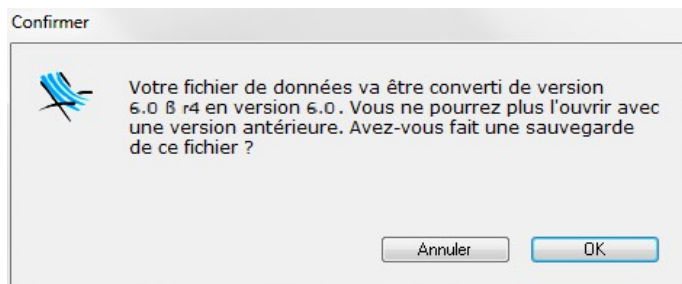 Confirmer
Votre fichier de données va être converti de version
6.0 ß r4 en version 6.0. Vous ne pourrez plus l'ouvrir avec
une version antérieure. Avez-vous fait une sauvegarde
de ce fichier ?
Annuler
OK